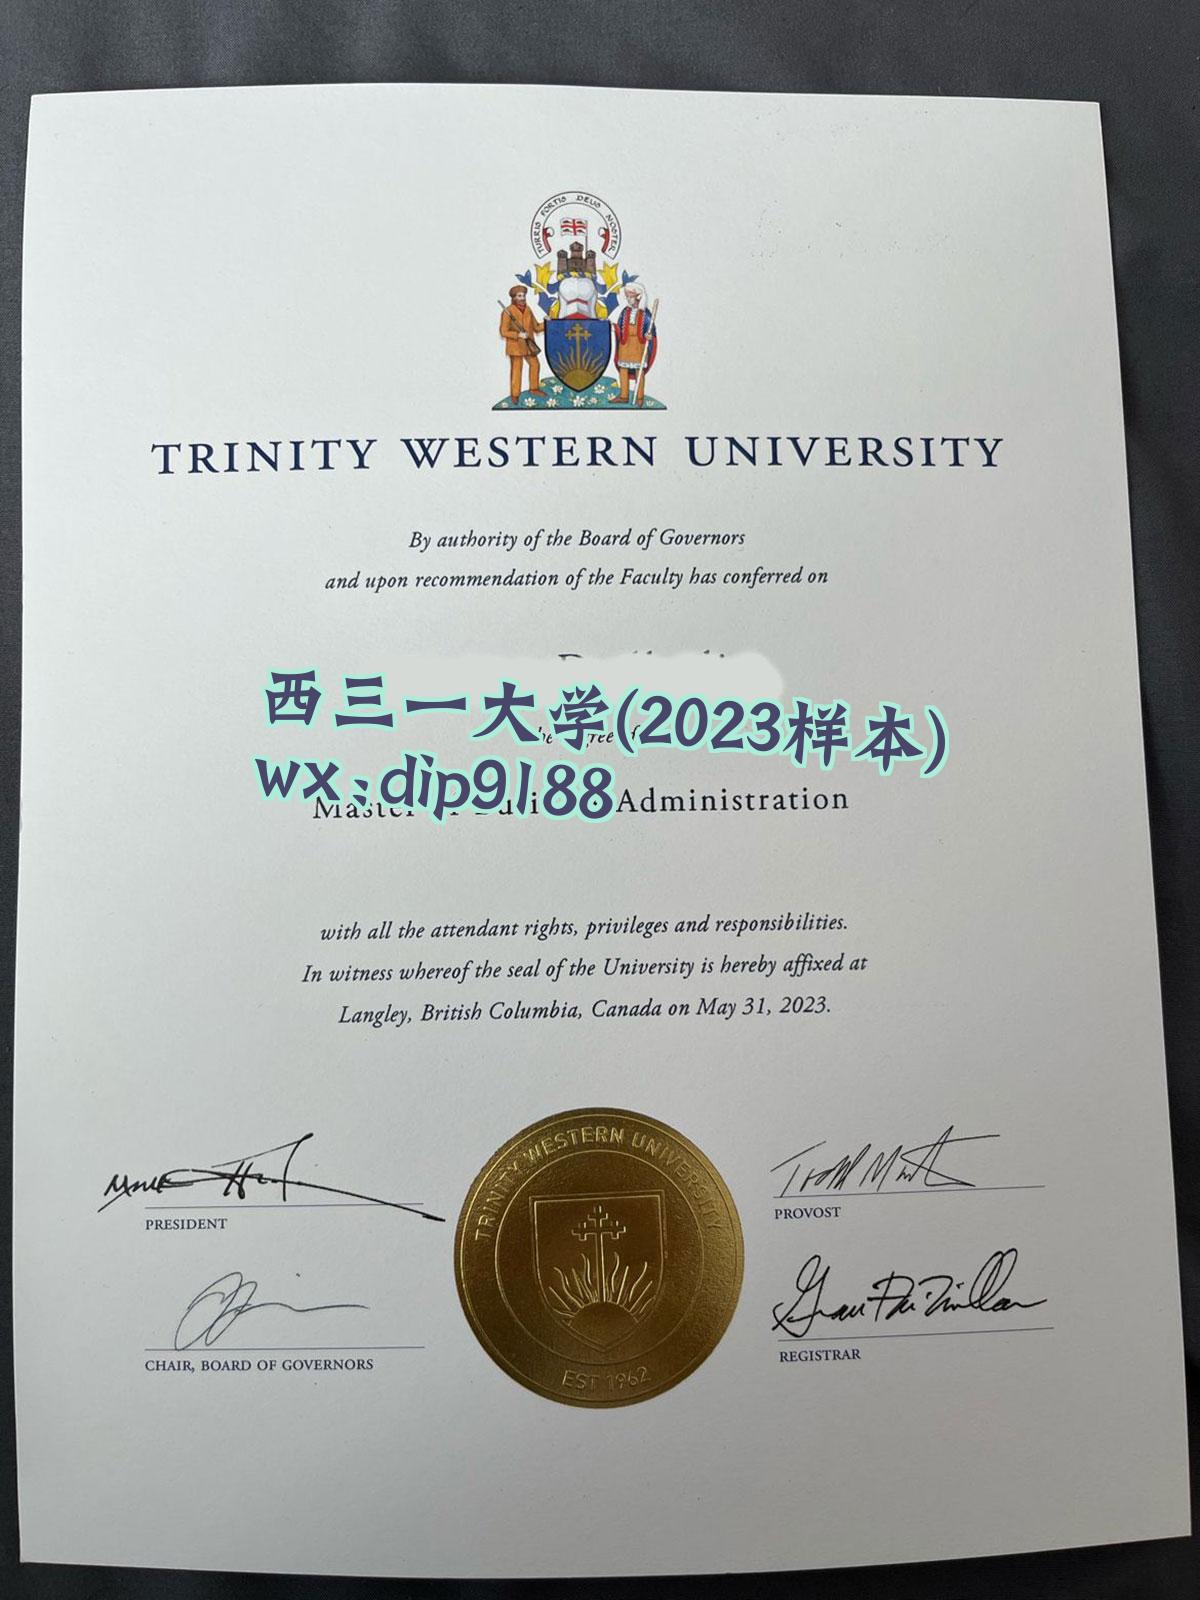 TURRIS FORTIS DEUS NOSTER
TRINITY WESTERN UNIVERSITY
By authority of the Board of Governors
and upon recommendation of the Faculty has conferred on
西三一大学(2023样本)
wx:dip9188
Administration
with all the attendant rights, privileges and responsibilities.
In witness whereof the seal of the University is hereby affixed at
Langley, British Columbia, Canada on May 31, 2023.
PRESIDENT
PROVOST
CHAIR, BOARD OF GOVERNORS
REGISTRAR
TRINITY WESTERN UNIVERSITY
EST 1962